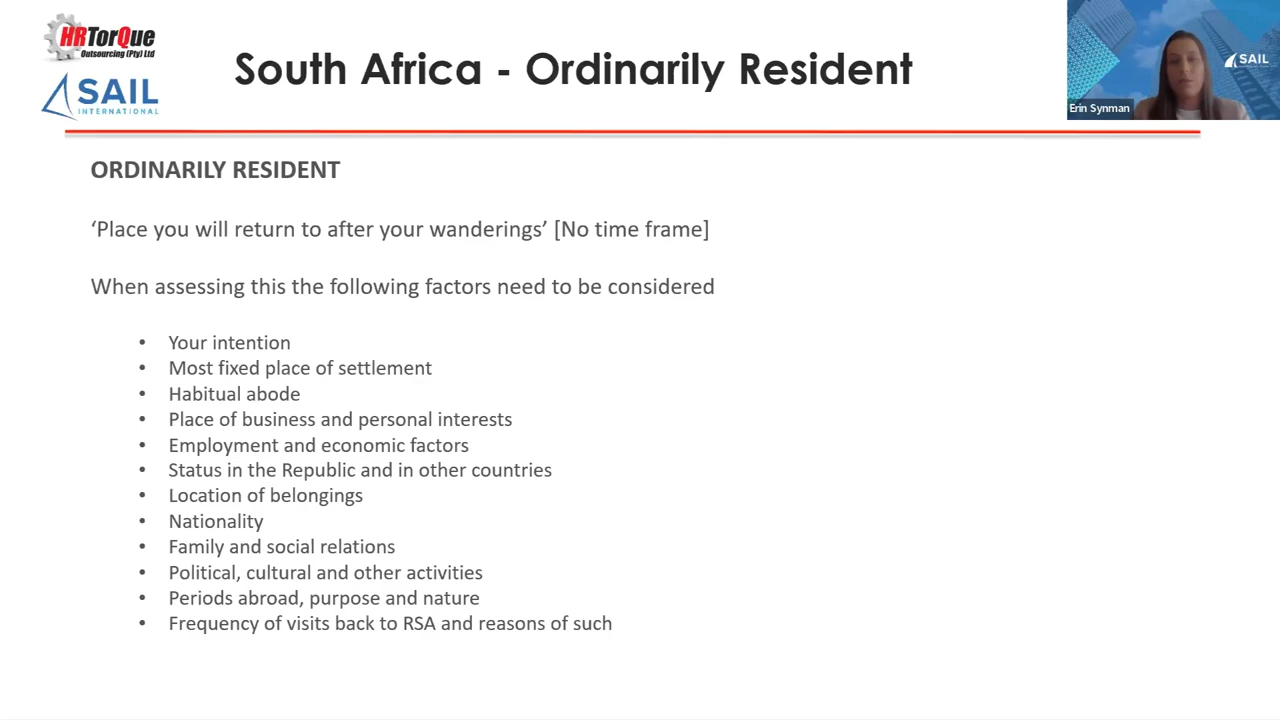 HRTorQue
Outsourcing (Pty) Ltd
SAIL
INTERNATIONAL
South Africa - Ordinarily Resident
SAIL
Erin Synman
ORDINARILY RESIDENT
‘Place you will return to after your wanderings’ [No time frame]
When assessing this the following factors need to be considered
• Your intention
• Most fixed place of settlement
• Habitual abode
• Place of business and personal interests
• Employment and economic factors
• Status in the Republic and in other countries
• Location of belongings
• Nationality
• Family and social relations
• Political, cultural and other activities
• Periods abroad, purpose and nature
• Frequency of visits back to RSA and reasons of such